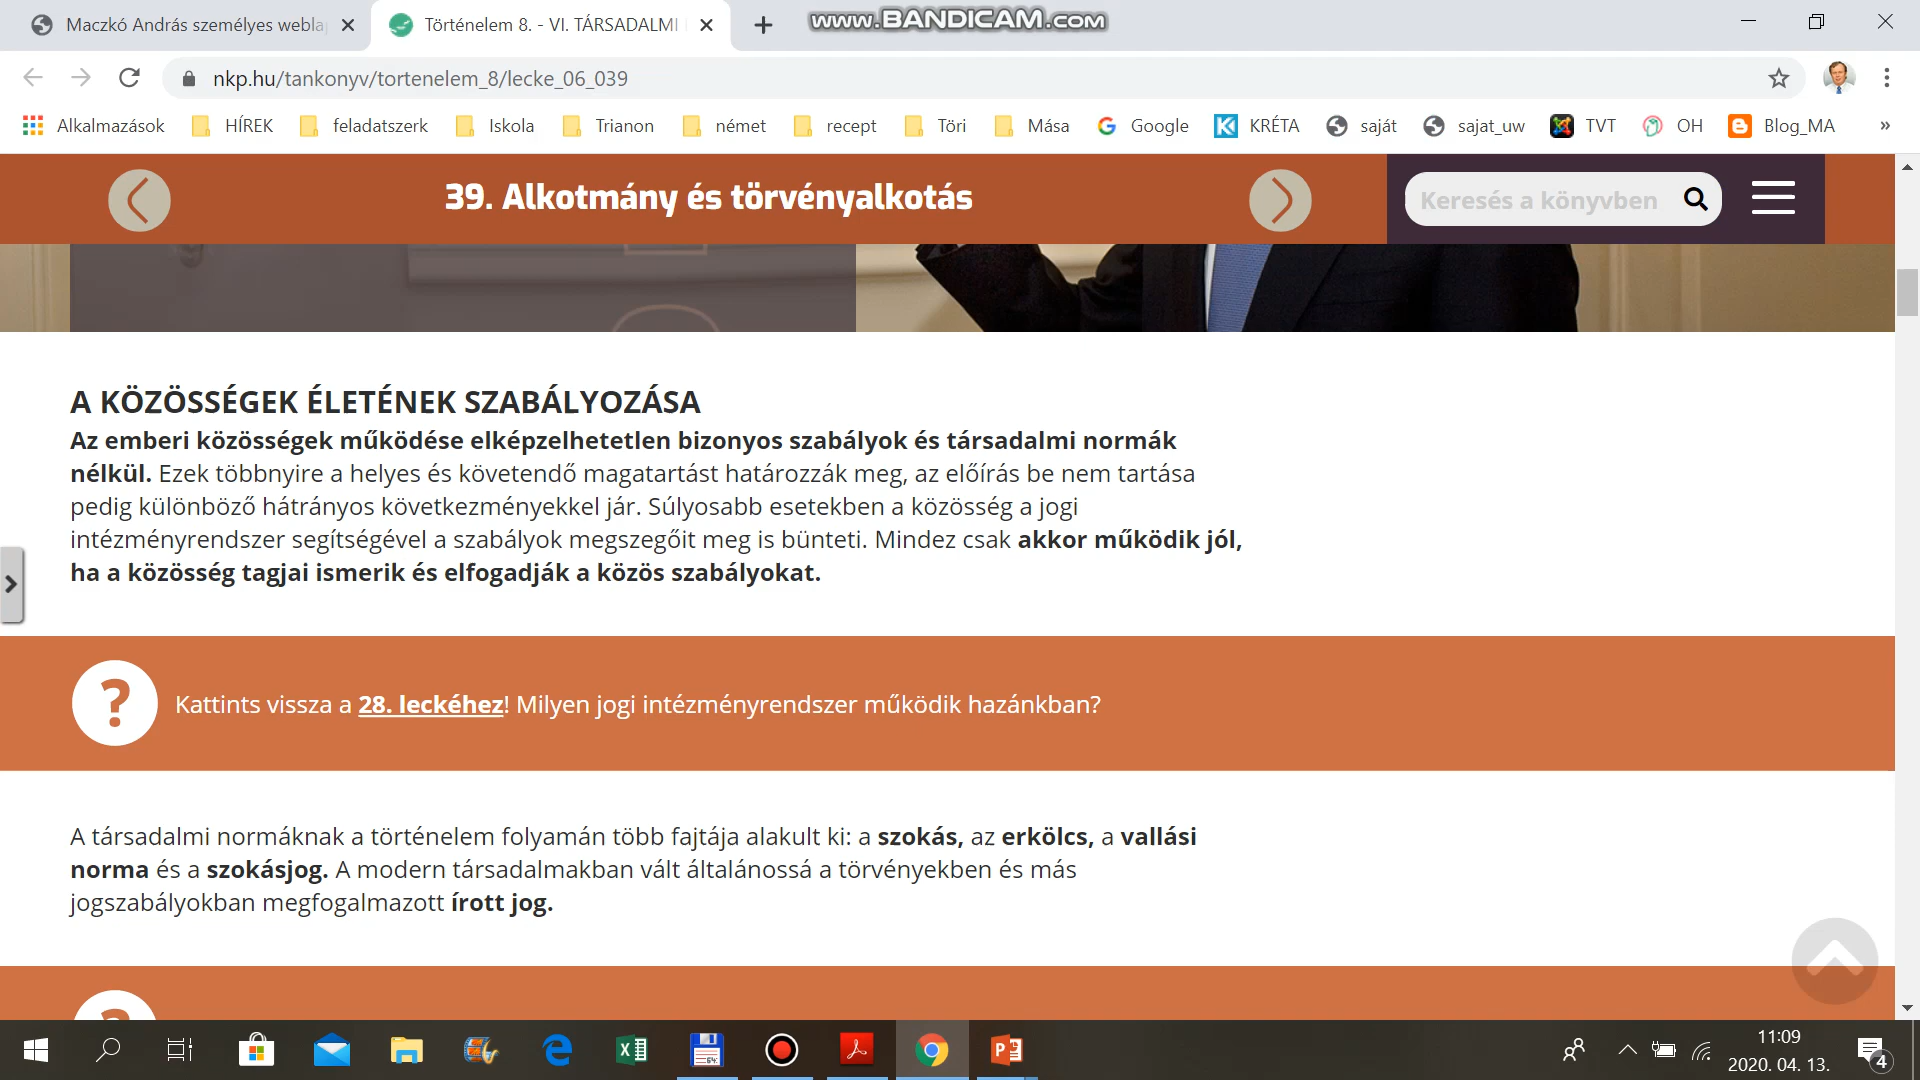 Maczkó András személyes webla
Történelem 8. - VI. TÁRSADALMI
www.BANDICAM.com
nkp.hu/tankonyv/tortenelem_8/lecke_06_039
Alkalmazások HÍREK feladatszerk Iskola Trianon német recept Töri Mása Google KRÉTA saját sajat_uw TVT OH Blog_MA »
39. Alkotmány és törvényalkotás
Keresés a könyvben
A KÖZÖSSÉGEK ÉLETÉNEK SZABÁLYOZÁSA
Az emberi közösségek működése elképzelhetetlen bizonyos szabályok és társadalmi normák
nélkül. Ezek többnyire a helyes és követendő magatartást határozzák meg, az előírás be nem tartása
pedig különböző hátrányos következményekkel jár. Súlyosabb esetekben a közösség a jogi
intézményrendszer segítségével a szabályok megszegőit meg is bünteti. Mindez csak akkor működik jól,
ha a közösség tagjai ismerik és elfogadják a közös szabályokat.
? Kattints vissza a 28. leckéhez! Milyen jogi intézményrendszer működik hazánkban?
A társadalmi normáknak a történelem folyamán több fajtája alakult ki: a szokás, az erkölcs, a vallási
norma és a szokásjog. A modern társadalmakban vált általánossá a törvényekben és más
jogszabályokban megfogalmazott írott jog.
11:09
2020. 04. 13.
4